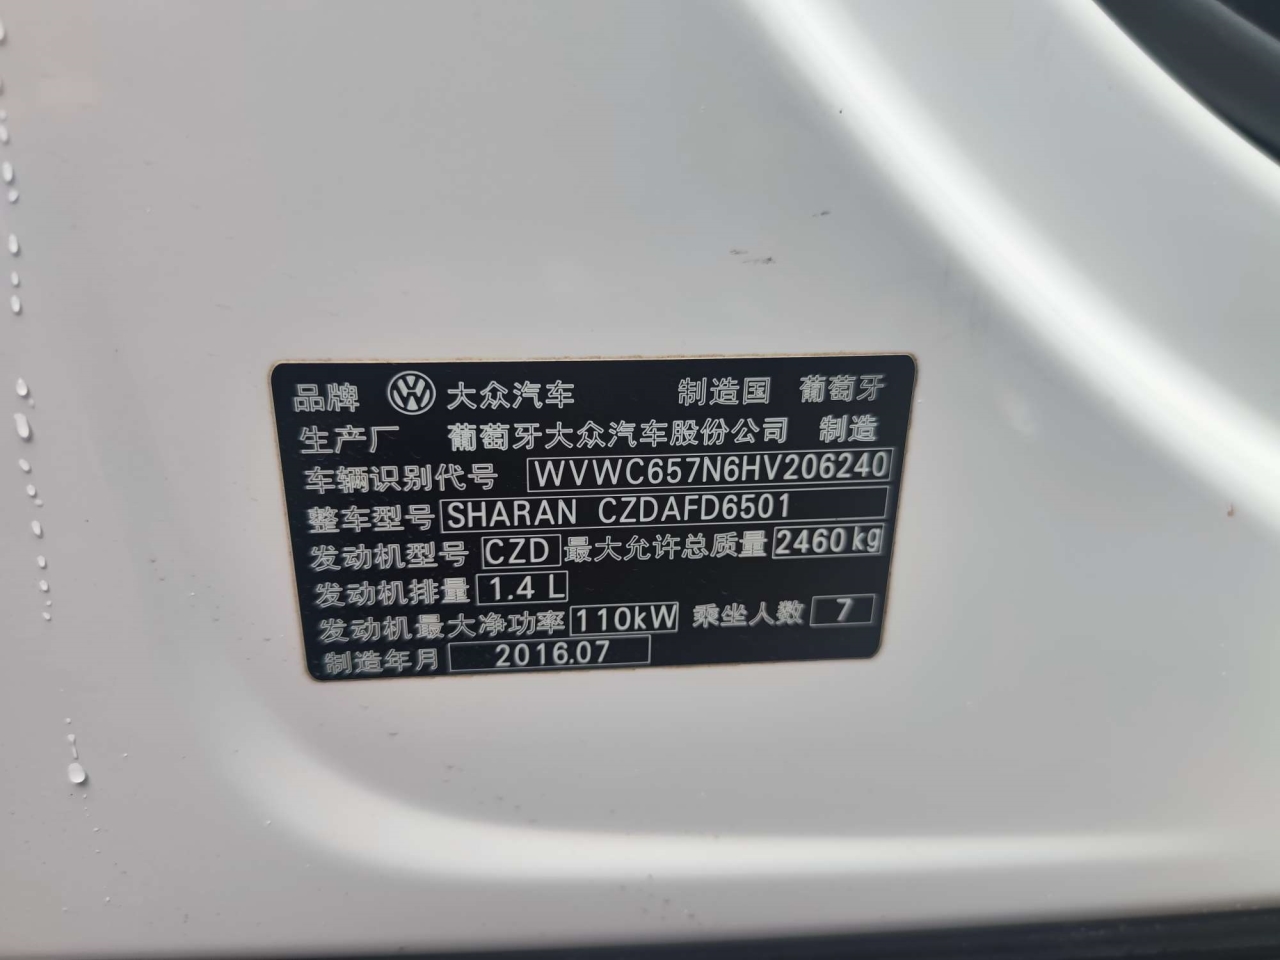 品牌 大众汽车 制造国 葡萄牙
生产厂 葡萄牙大众汽车股份公司 制造
车辆识别代号 WVWC657N6HV206240
整车型号 SHARAN CZDAFD6501
发动机型号 CZD 最大允许总质量 2460kg
发动机排量 1.4 L
发动机最大净功率 110kW 乘坐人数 7
制造年月 2016.07